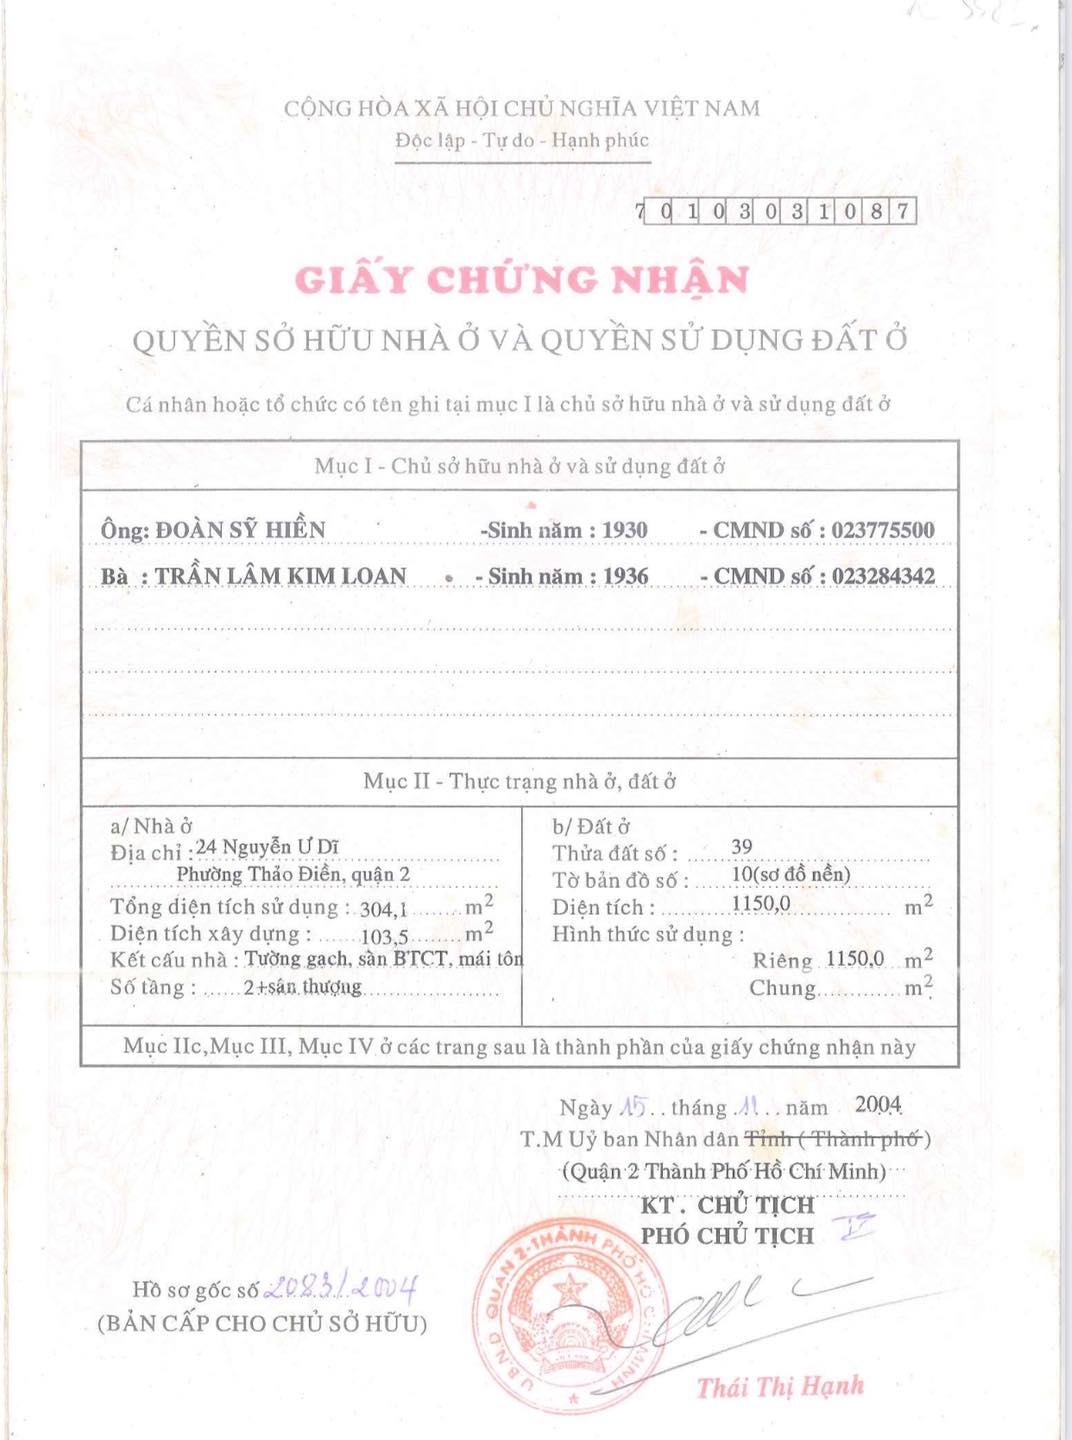 CỘNG HÒA XÃ HỘI CHỦ NGHĨA VIỆT NAM
Độc lập - Tự do - Hạnh phúc
70103031087
GIẤY CHỨNG NHẬN
QUYỀN SỞ HỮU NHÀ Ở VÀ QUYỀN SỬ DỤNG ĐẤT Ở
Cá nhân hoặc tổ chức có tên ghi tại mục I là chủ sở hữu nhà ở và sử dụng đất ở
Mục I - Chủ sở hữu nhà ở và sử dụng đất ở
Ông: ĐOÀN SỸ HIỀN -Sinh năm : 1930 - CMND số : 023775500
Bà : TRẦN LÂM KIM LOAN - Sinh năm : 1936 - CMND số : 023284342
Mục II - Thực trạng nhà ở, đất ở
a/ Nhà ở
Địa chỉ : 24 Nguyễn Ư Dĩ
Phường Thảo Điền, quận 2
Tổng diện tích sử dụng : 304,1 m2
Diện tích xây dựng : 103,5 m2
Kết cấu nhà : Tường gạch, sàn BTCT, mái tôn
Số tầng : 2+sân thượng
b/ Đất ở
Thửa đất số : 39
Tờ bản đồ số : 10(sơ đồ nền)
Diện tích : 1150,0 m2
Hình thức sử dụng :
Riêng 1150,0 m2
Chung m2
Mục IIc,Mục III, Mục IV ở các trang sau là thành phần của giấy chứng nhận này
Ngày 15 tháng 11 năm 2004
T.M Uỷ ban Nhân dân Tỉnh ( Thành phố )
(Quận 2 Thành Phố Hồ Chí Minh)
KT. CHỦ TỊCH
PHÓ CHỦ TỊCH
U.B.N.D QUẬN 2-THÀNH PHỐ HỒ CHÍ MINH
Hồ sơ gốc số 2083/2004
(BẢN CẤP CHO CHỦ SỞ HỮU)
Thái Thị Hạnh